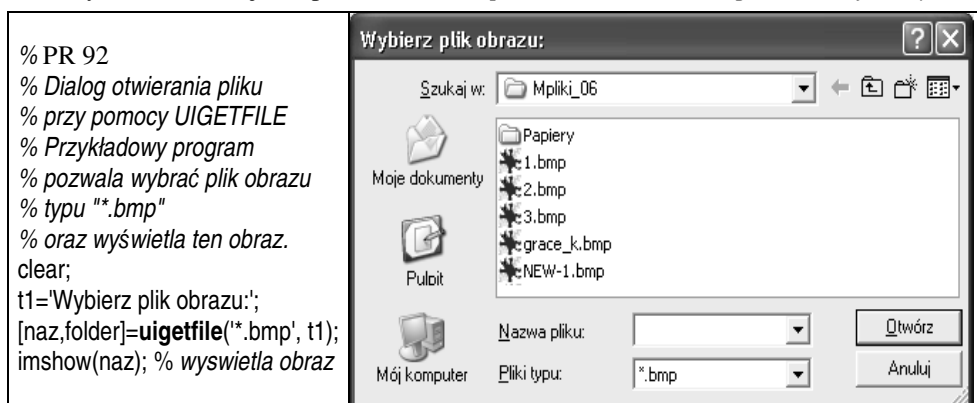 % PR 92
% Dialog otwierania pliku
% przy pomocy UIGETFILE
% Przykładowy program
% pozwala wybrać plik obrazu
% typu "*.bmp"
% oraz wyświetla ten obraz.
clear;
t1='Wybierz plik obrazu:';
[naz,folder]=uigetfile('*.bmp', t1);
imshow(naz); % wyswietla obraz
Wybierz plik obrazu:
Szukaj w:
Mpliki_06
Moje dokumenty
Pulpit
Mój komputer
Papiery
1.bmp
2.bmp
3.bmp
grace_k.bmp
NEW-1.bmp
Nazwa pliku:
Otwórz
Pliki typu:
*.bmp
Anuluj